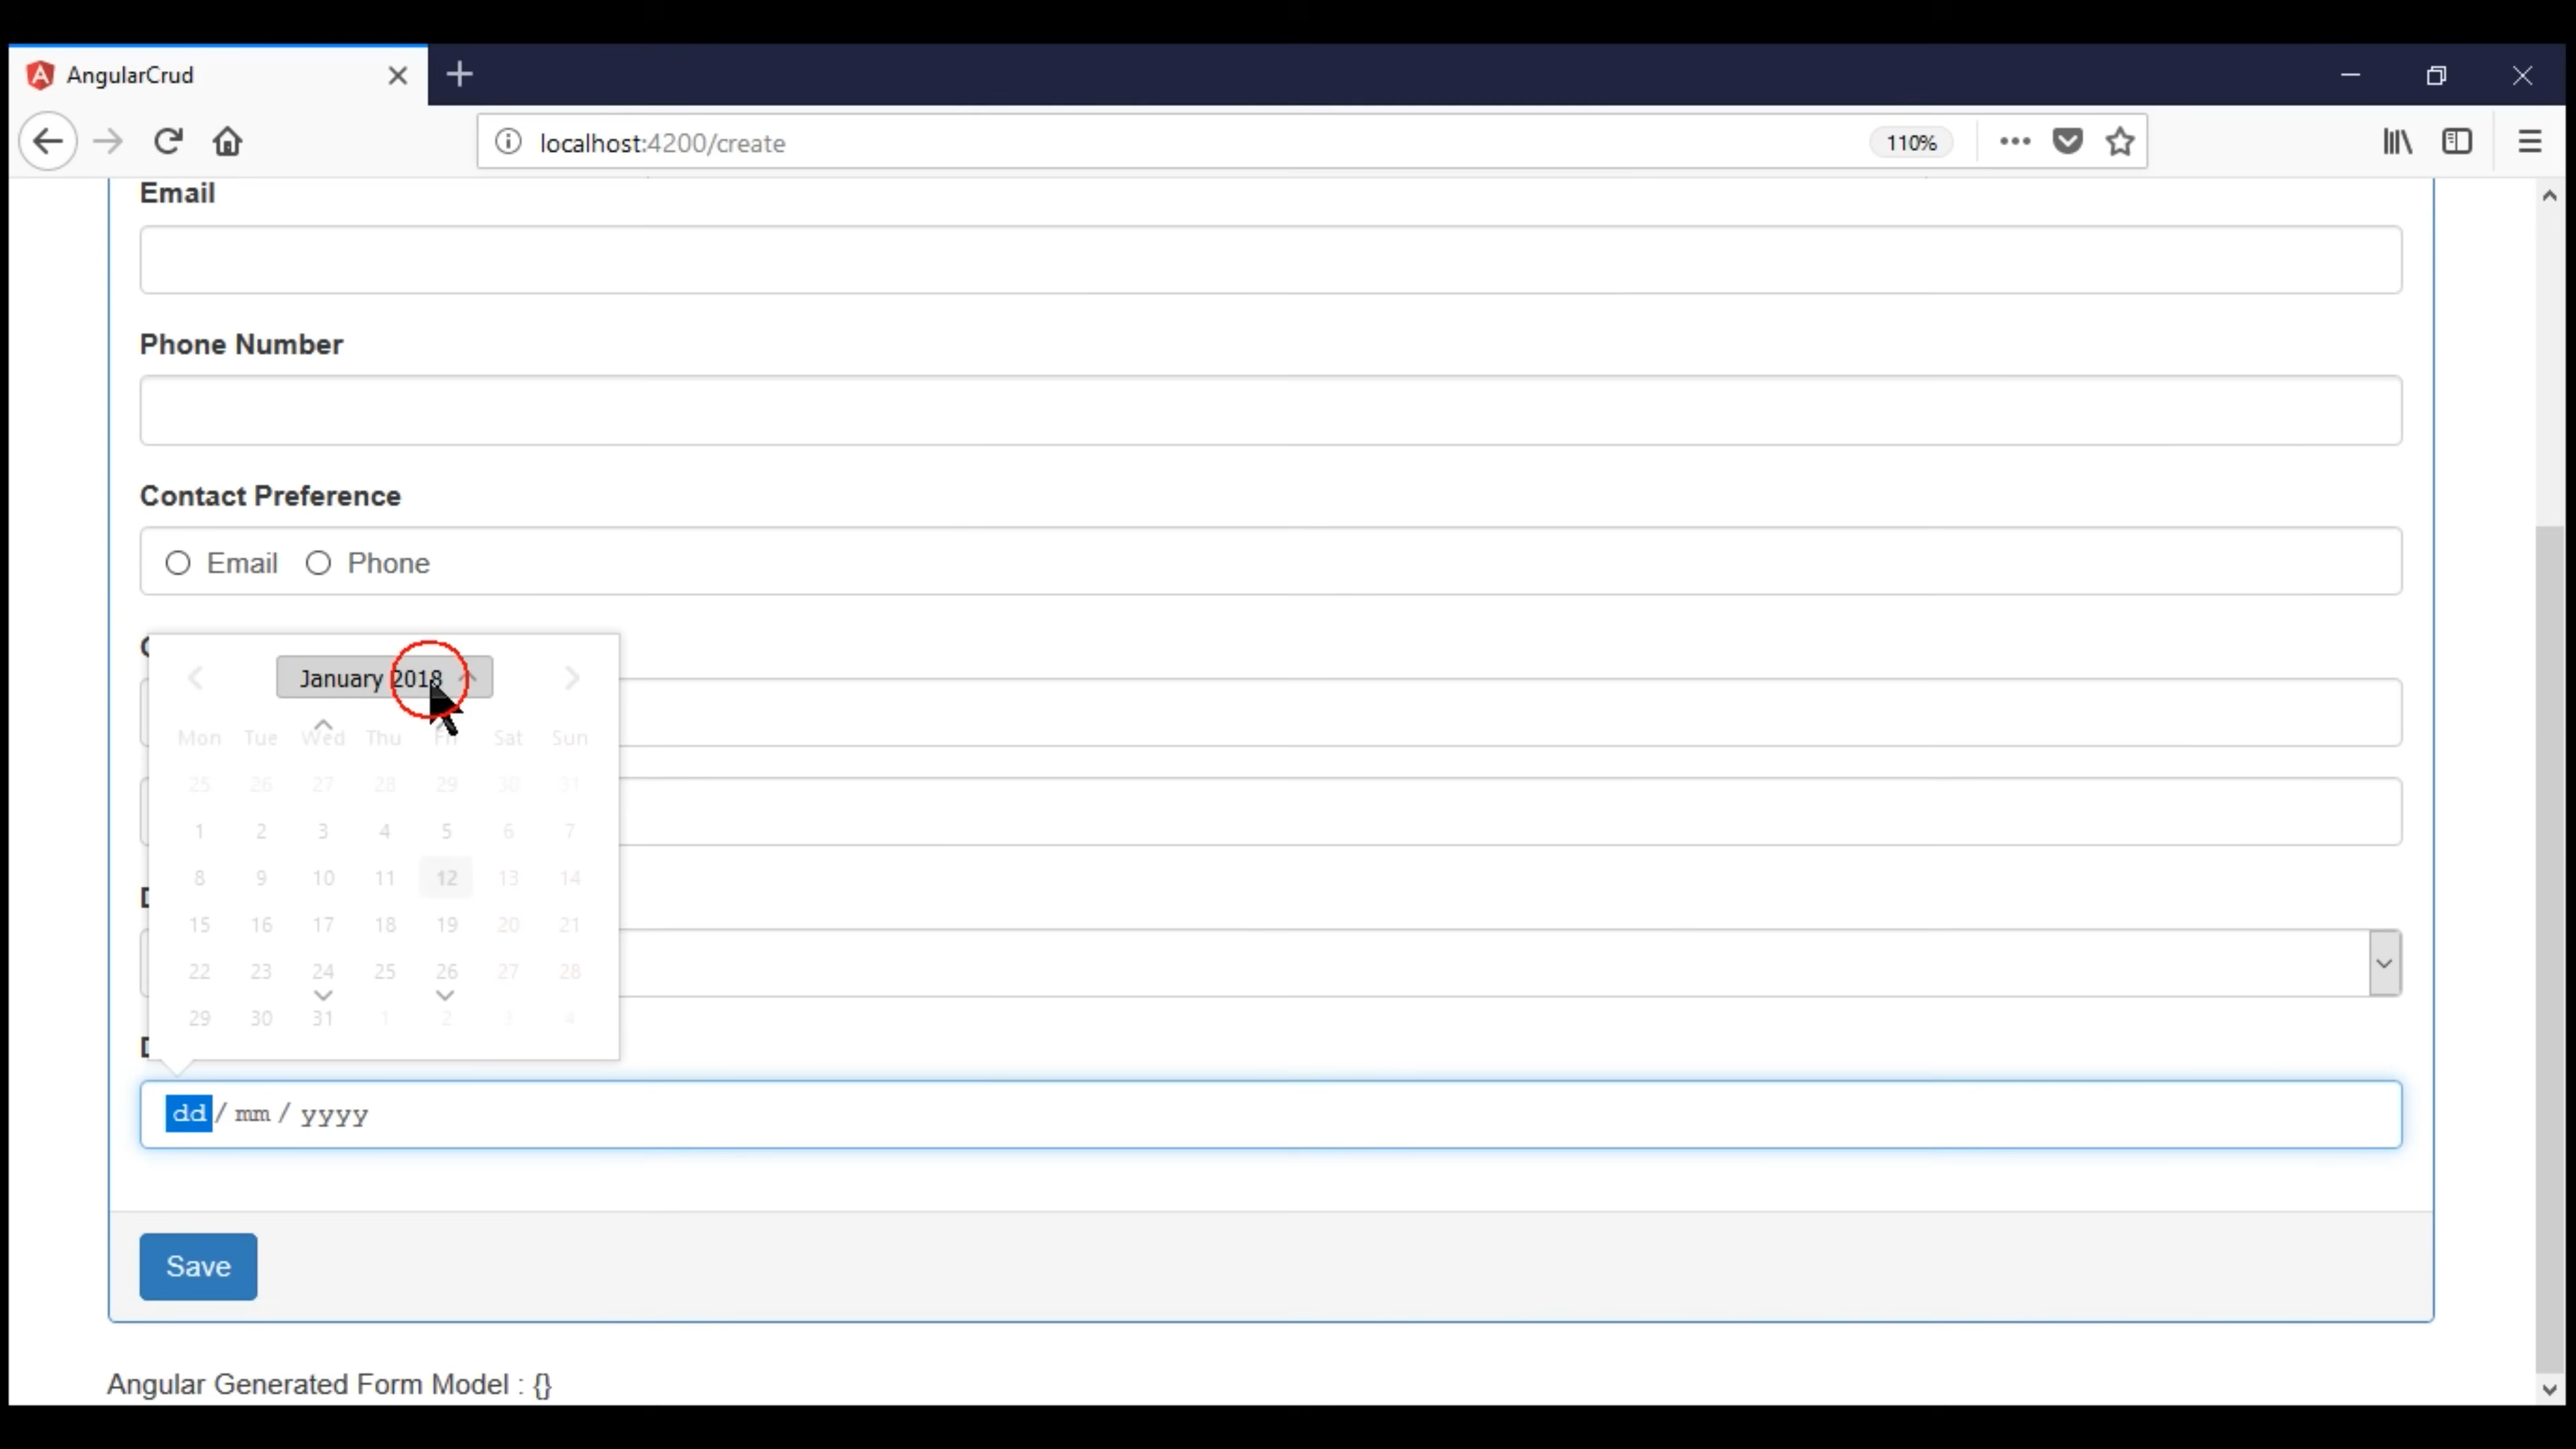 AngularCrud
localhost:4200/create
110%
Email
Phone Number
Contact Preference
Email Phone
January 2018
Mon Tue Wed Thu Fri Sat Sun
25 26 27 28 29 30 31
1 2 3 4 5 6 7
8 9 10 11 12 13 14
15 16 17 18 19 20 21
22 23 24 25 26 27 28
29 30 31 1 2 3 4
dd / mm / yyyy
Save
Angular Generated Form Model : {}